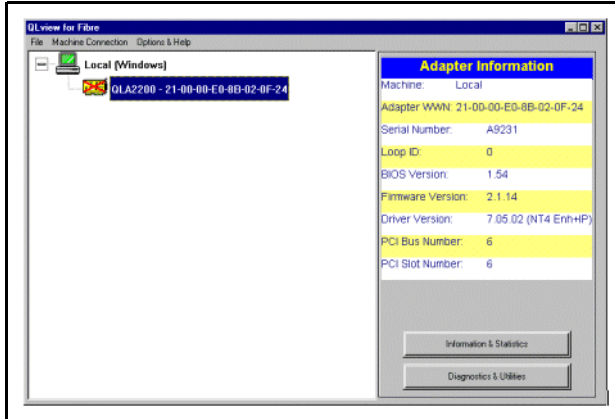 QLview for Fibre
File Machine Connection Options & Help
Local (Windows)
QLA2200 - 21-00-00-E0-8B-02-0F-24
Adapter Information
Machine: Local
Adapter WWN: 21-00-00-E0-8B-02-0F-24
Serial Number: A9231
Loop ID: 0
BIOS Version: 1.54
Firmware Version: 2.1.14
Driver Version: 7.05.02 (NT4 Enh+IP)
PCI Bus Number: 6
PCI Slot Number: 6
Information & Statistics
Diagnostics & Utilities